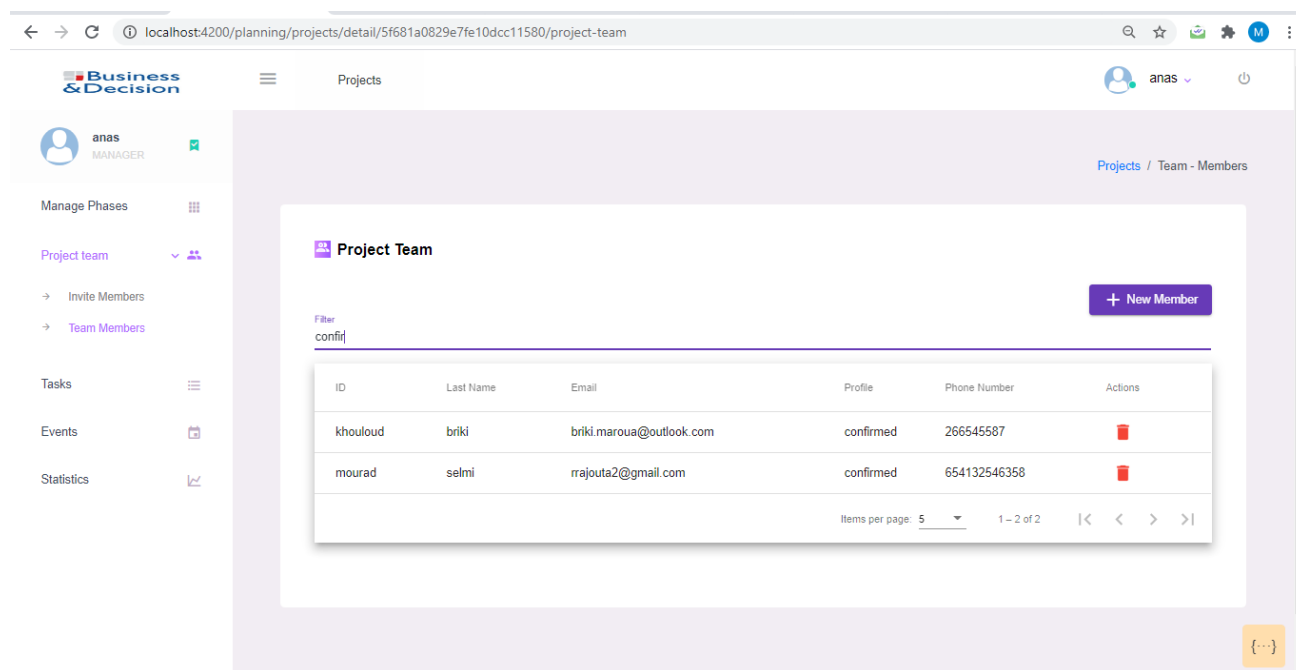 localhost:4200/planning/projects/detail/5f681a0829e7fe10dcc11580/project-team
M
Business
&Decision
Projects
anas
anas
MANAGER
Projects / Team - Members
Manage Phases
Project team
Invite Members
Team Members
Tasks
Events
Statistics
Project Team
+ New Member
Filter
confir
ID Last Name Email Profile Phone Number Actions
khouloud briki briki.maroua@outlook.com confirmed 266545587
mourad selmi rrajouta2@gmail.com confirmed 654132546358
Items per page: 5 1 – 2 of 2 |< < > >|
{···}